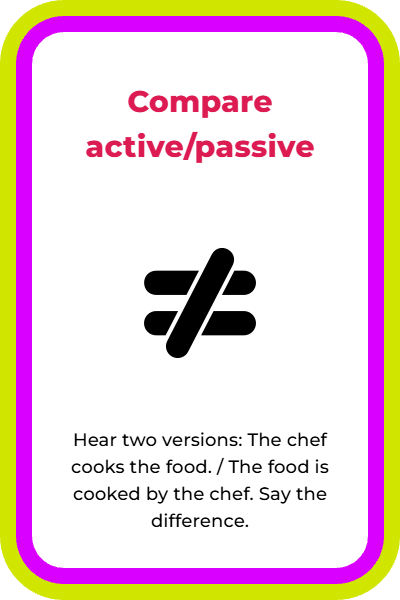 Compare
active/passive
Hear two versions: The chef
cooks the food. / The food is
cooked by the chef. Say the
difference.